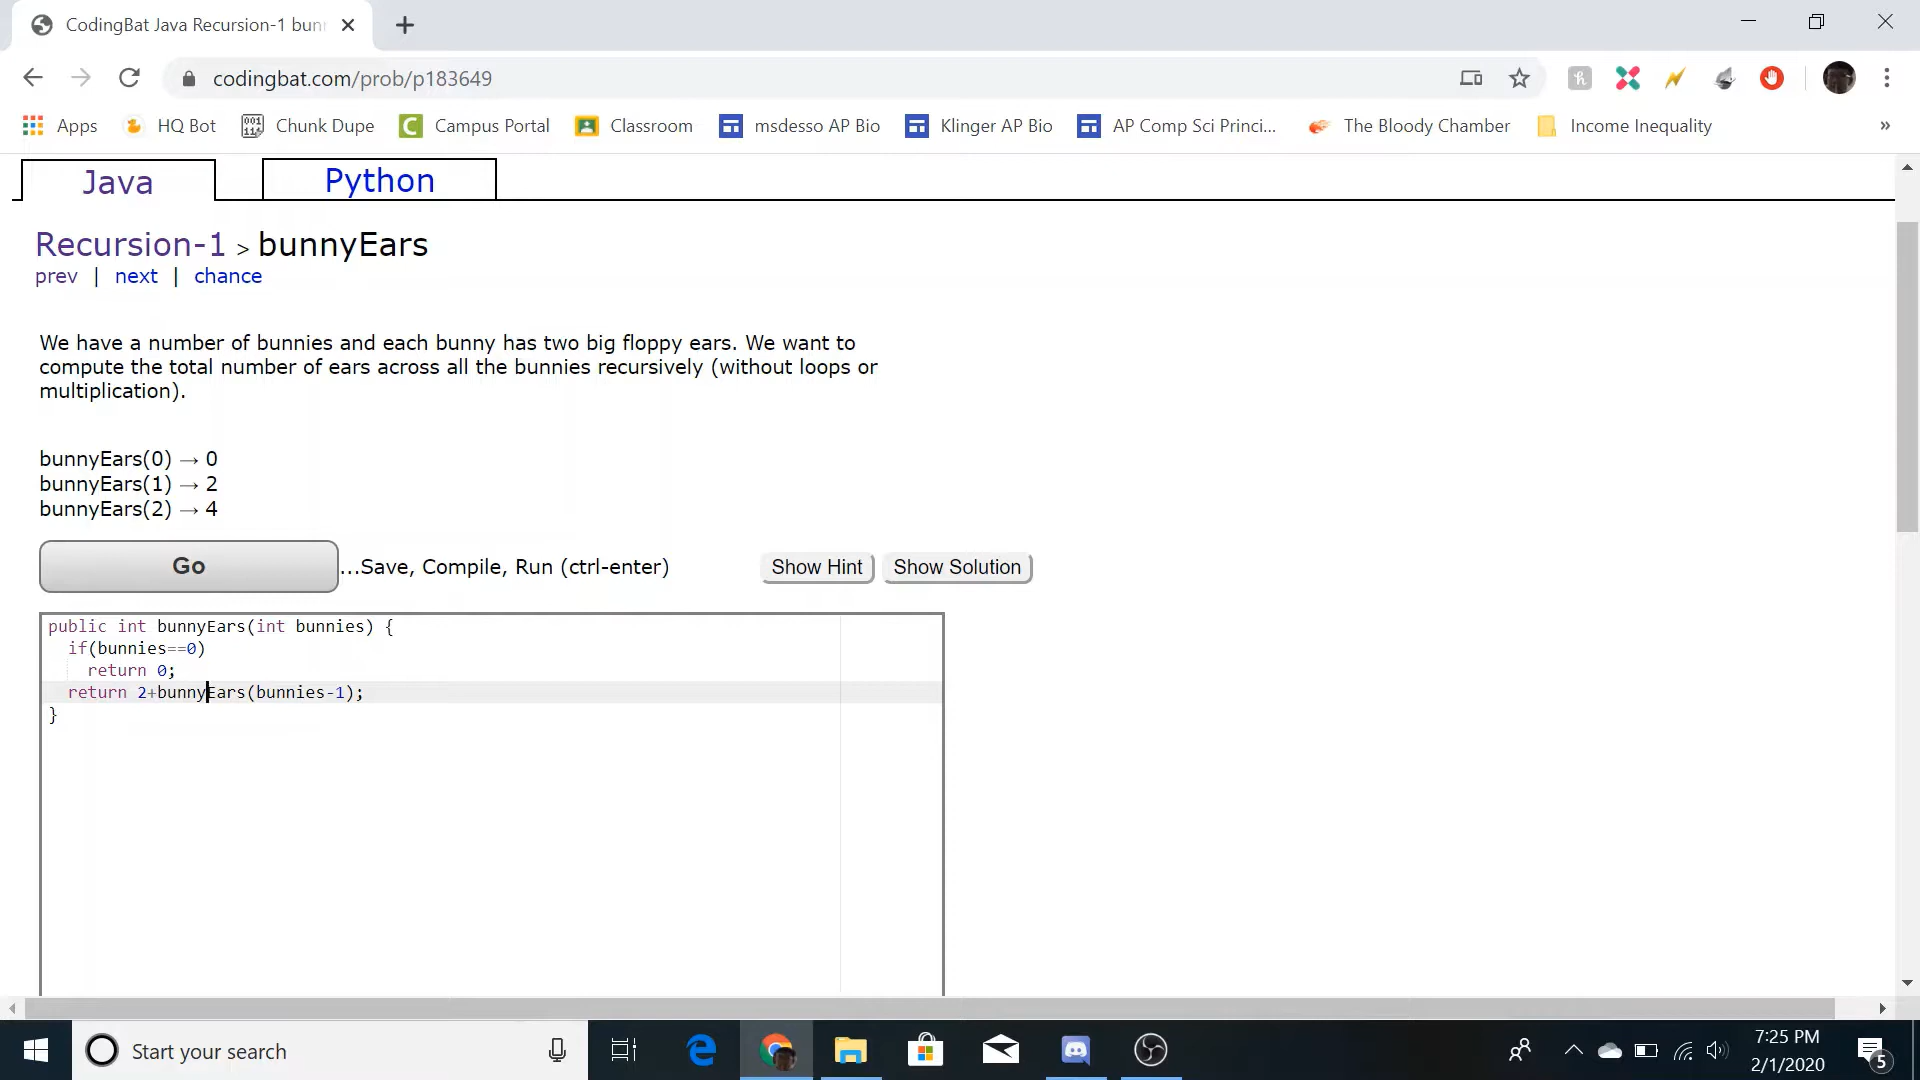 CodingBat Java Recursion-1 bun
codingbat.com/prob/p183649
Apps HQ Bot Chunk Dupe Campus Portal Classroom msdesso AP Bio Klinger AP Bio AP Comp Sci Princi... The Bloody Chamber Income Inequality »
Java Python
Recursion-1 > bunnyEars
prev | next | chance
We have a number of bunnies and each bunny has two big floppy ears. We want to
compute the total number of ears across all the bunnies recursively (without loops or
multiplication).
bunnyEars(0) → 0
bunnyEars(1) → 2
bunnyEars(2) → 4
Go ...Save, Compile, Run (ctrl-enter) Show Hint Show Solution
public int bunnyEars(int bunnies) {
if(bunnies==0)
return 0;
return 2+bunnyEars(bunnies-1);
}
Start your search
7:25 PM
2/1/2020
5